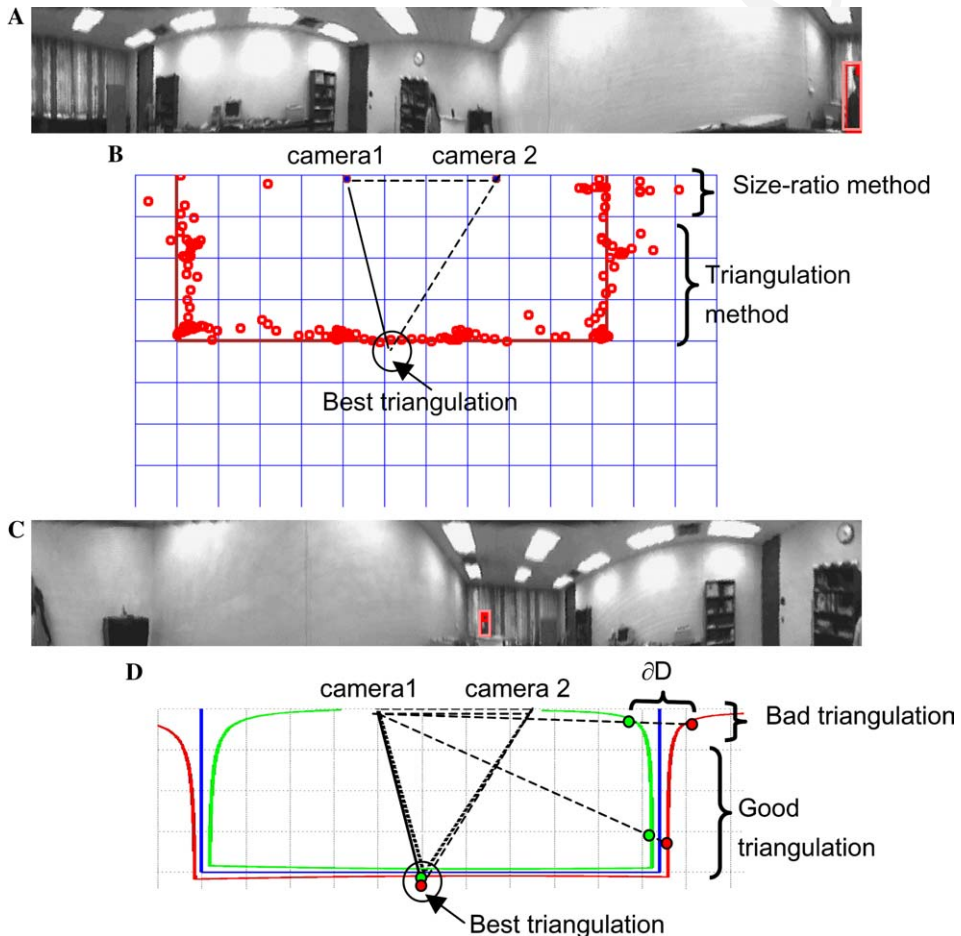 A
B
camera1 camera 2
Size-ratio method
Triangulation
method
Best triangulation
C
D
camera1 camera 2 ∂D
Bad triangulation
Good
triangulation
Best triangulation